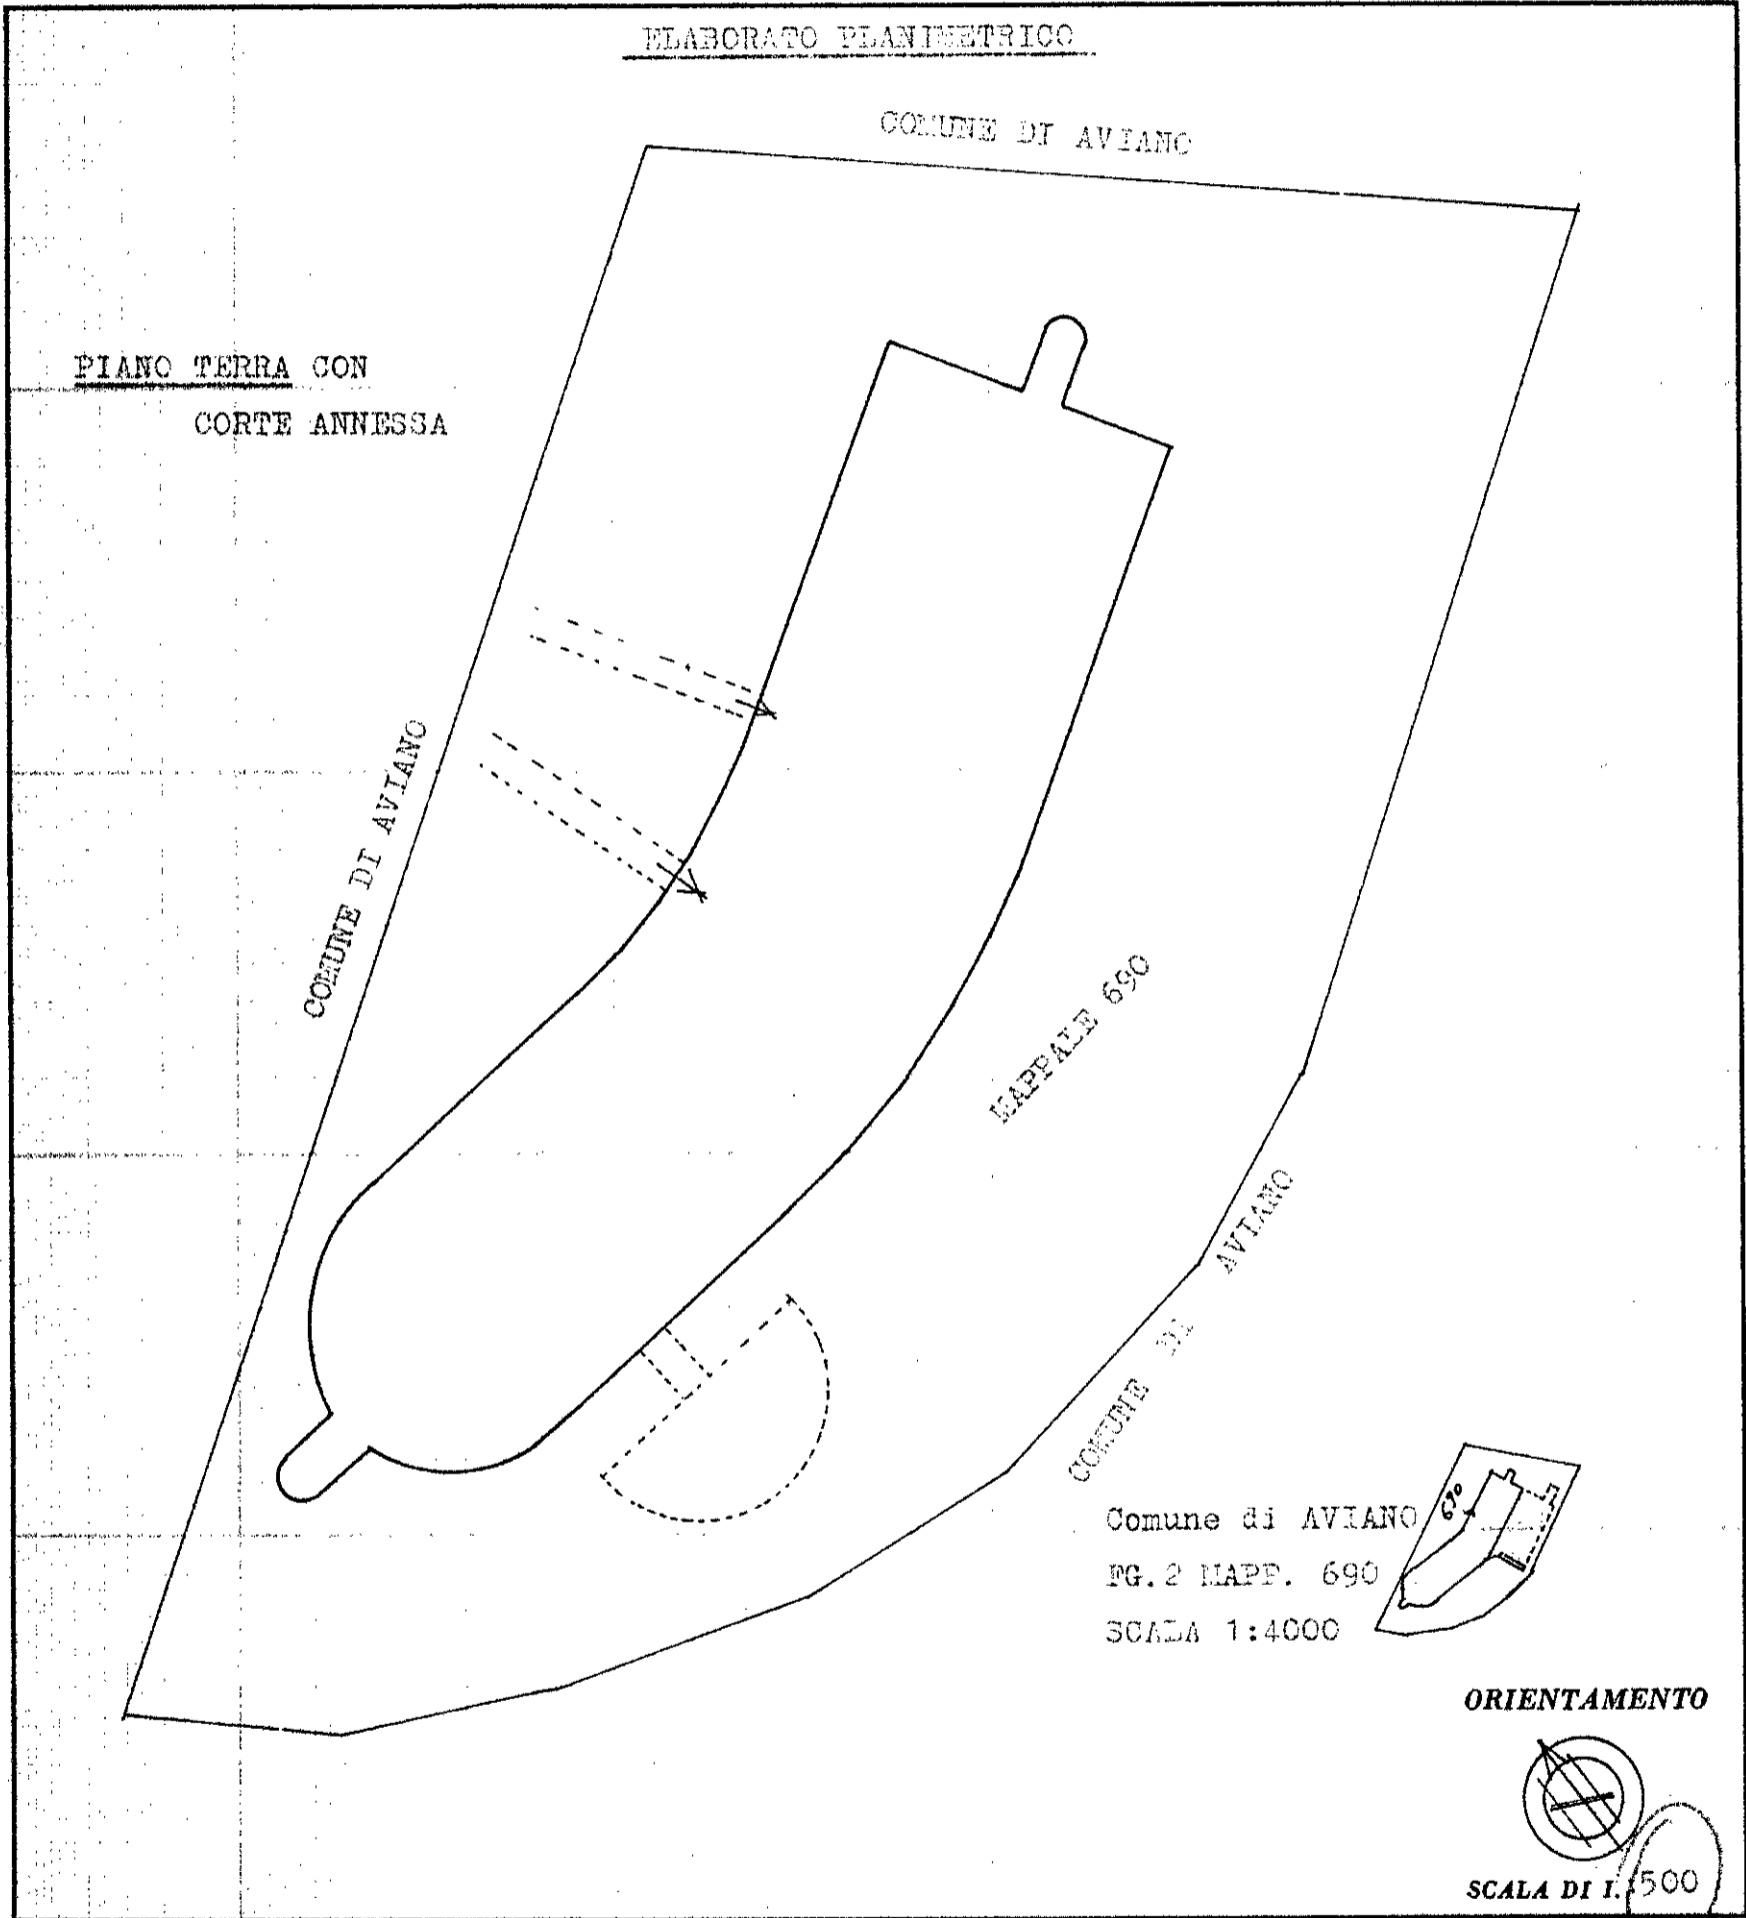 ELABORATO PLANIMETRICO
COMUNE DI AVIANO
PIANO TERRA CON
CORTE ANNESSA
COMUNE DI AVIANO
MAPPALE 690
COMUNE DI AVIANO
Comune di AVIANO
FG.2 MAPP. 690
SCALA 1:4000
690
ORIENTAMENTO
SCALA DI 1:500